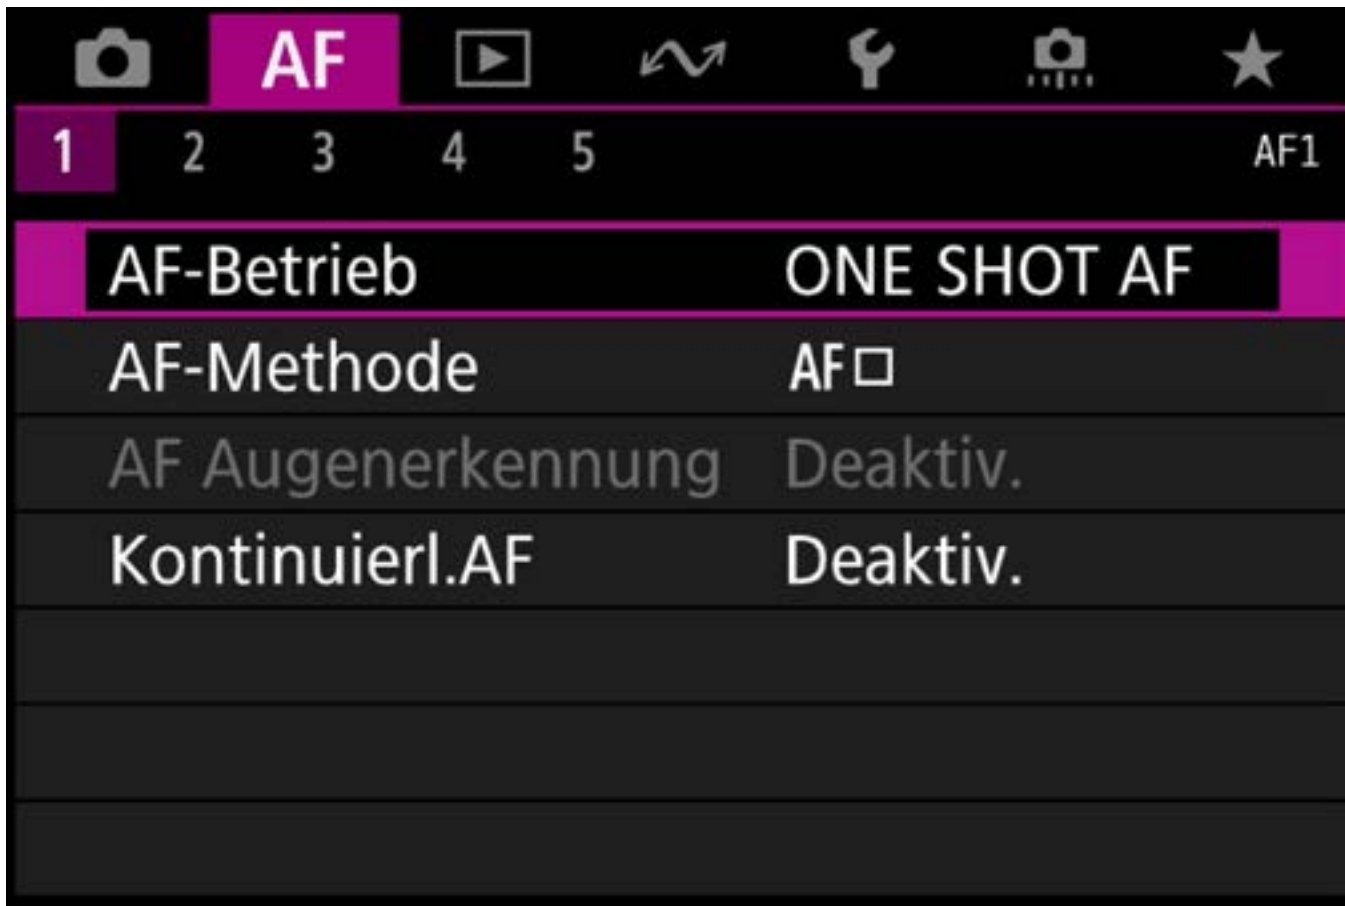 AF
1 2 3 4 5 AF1
AF-Betrieb ONE SHOT AF
AF-Methode AF
AF Augenerkennung Deaktiv.
Kontinuierl.AF Deaktiv.